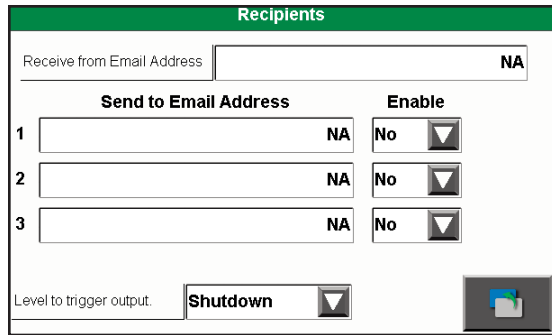 Recipients
Receive from Email Address NA
Send to Email Address Enable
1 NA No
2 NA No
3 NA No
Level to trigger output. Shutdown